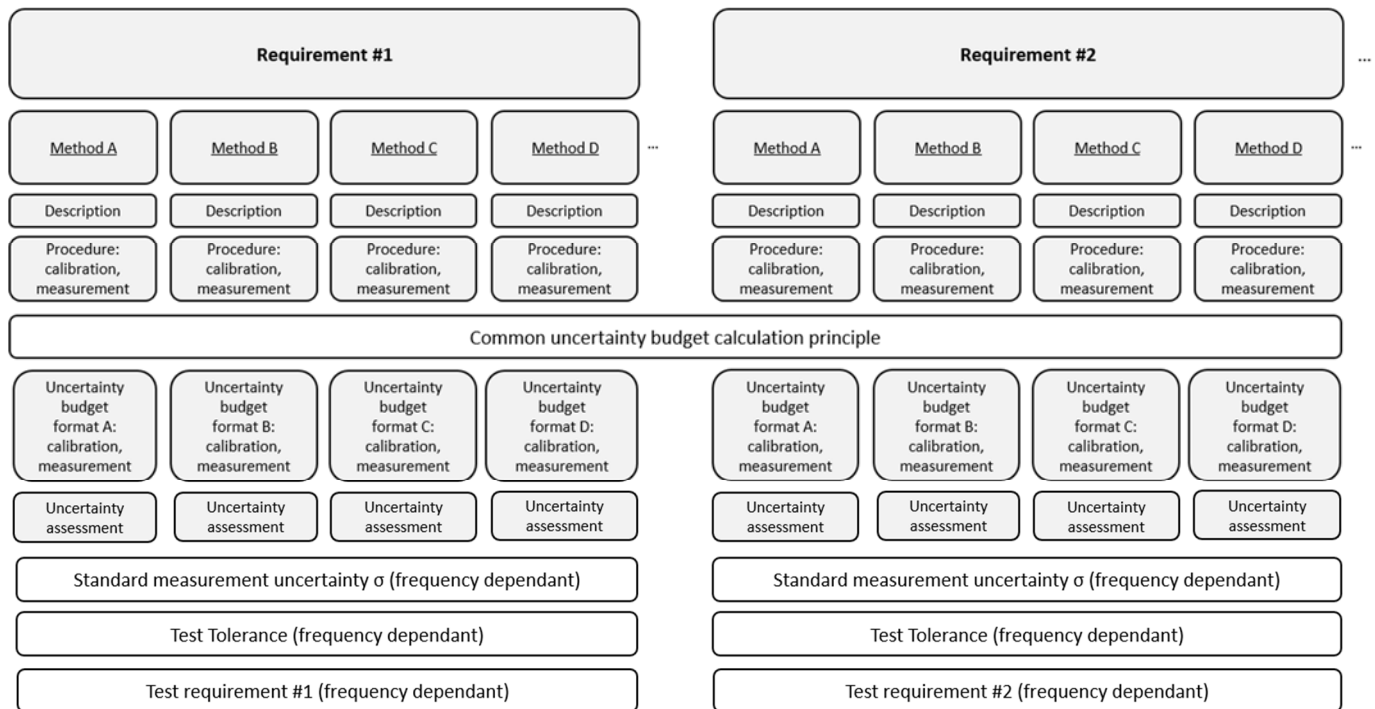 Requirement #1
Requirement #2
...
Method A
Method B
Method C
Method D
...
Method A
Method B
Method C
Method D
...
Description
Description
Description
Description
Description
Description
Description
Description
Procedure:
calibration,
measurement
Procedure:
calibration,
measurement
Procedure:
calibration,
measurement
Procedure:
calibration,
measurement
Procedure:
calibration,
measurement
Procedure:
calibration,
measurement
Procedure:
calibration,
measurement
Procedure:
calibration,
measurement
Common uncertainty budget calculation principle
Uncertainty
budget
format A:
calibration,
measurement
Uncertainty
budget
format B:
calibration,
measurement
Uncertainty
budget
format C:
calibration,
measurement
Uncertainty
budget
format D:
calibration,
measurement
Uncertainty
budget
format A:
calibration,
measurement
Uncertainty
budget
format B:
calibration,
measurement
Uncertainty
budget
format C:
calibration,
measurement
Uncertainty
budget
format D:
calibration,
measurement
Uncertainty
assessment
Uncertainty
assessment
Uncertainty
assessment
Uncertainty
assessment
Uncertainty
assessment
Uncertainty
assessment
Uncertainty
assessment
Uncertainty
assessment
Standard measurement uncertainty σ (frequency dependant)
Standard measurement uncertainty σ (frequency dependant)
Test Tolerance (frequency dependant)
Test Tolerance (frequency dependant)
Test requirement #1 (frequency dependant)
Test requirement #2 (frequency dependant)